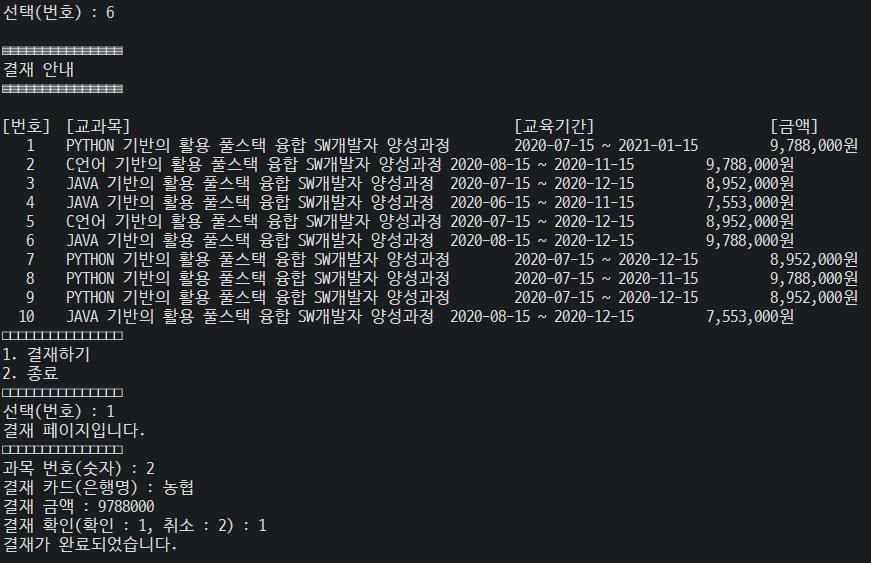 선택(번호) : 6
결재 안내
[번호] [교과목] [교육기간] [금액]
1 PYTHON 기반의 활용 풀스택 융합 SW개발자 양성과정 2020-07-15 ~ 2021-01-15 9,788,000원
2 C언어 기반의 활용 풀스택 융합 SW개발자 양성과정 2020-08-15 ~ 2020-11-15 9,788,000원
3 JAVA 기반의 활용 풀스택 융합 SW개발자 양성과정 2020-07-15 ~ 2020-12-15 8,952,000원
4 JAVA 기반의 활용 풀스택 융합 SW개발자 양성과정 2020-06-15 ~ 2020-11-15 7,553,000원
5 C언어 기반의 활용 풀스택 융합 SW개발자 양성과정 2020-07-15 ~ 2020-12-15 8,952,000원
6 JAVA 기반의 활용 풀스택 융합 SW개발자 양성과정 2020-08-15 ~ 2020-12-15 9,788,000원
7 PYTHON 기반의 활용 풀스택 융합 SW개발자 양성과정 2020-07-15 ~ 2020-12-15 8,952,000원
8 PYTHON 기반의 활용 풀스택 융합 SW개발자 양성과정 2020-07-15 ~ 2020-11-15 9,788,000원
9 PYTHON 기반의 활용 풀스택 융합 SW개발자 양성과정 2020-07-15 ~ 2020-12-15 8,952,000원
10 JAVA 기반의 활용 풀스택 융합 SW개발자 양성과정 2020-08-15 ~ 2020-12-15 7,553,000원
1. 결재하기
2. 종료
선택(번호) : 1
결재 페이지입니다.
과목 번호(숫자) : 2
결재 카드(은행명) : 농협
결재 금액 : 9788000
결재 확인(확인 : 1, 취소 : 2) : 1
결재가 완료되었습니다.